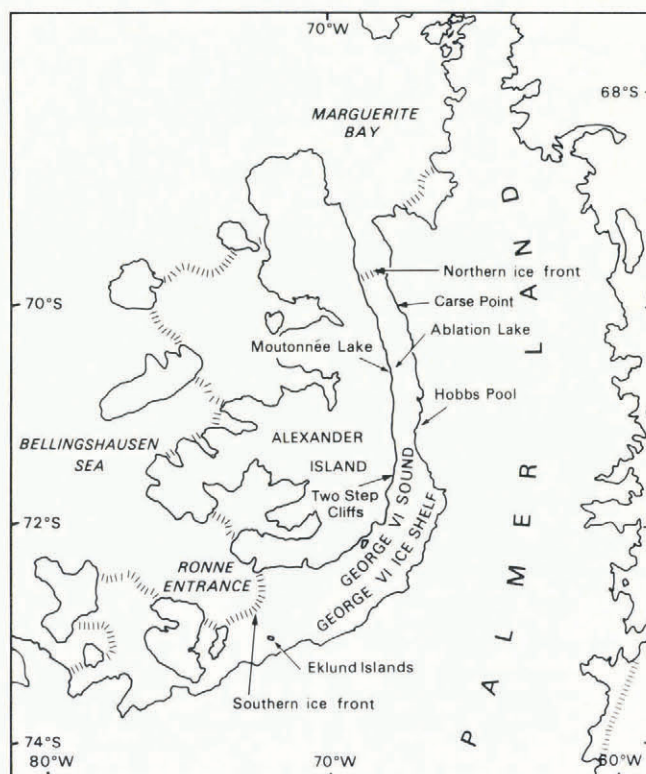 70°W
68°S
MARGUERITE
BAY
Northern ice front
Carse Point
70°S
Ablation Lake
Moutonnée Lake
Hobbs Pool
BELLINGSHAUSEN
SEA
ALEXANDER
ISLAND
Two Step
Cliffs
GEORGE VI SOUND
GEORGE VI ICE SHELF
PALMER LAND
72°S
RONNE
ENTRANCE
Eklund Islands
Southern ice front
74°S
80°W
70°W
60°W